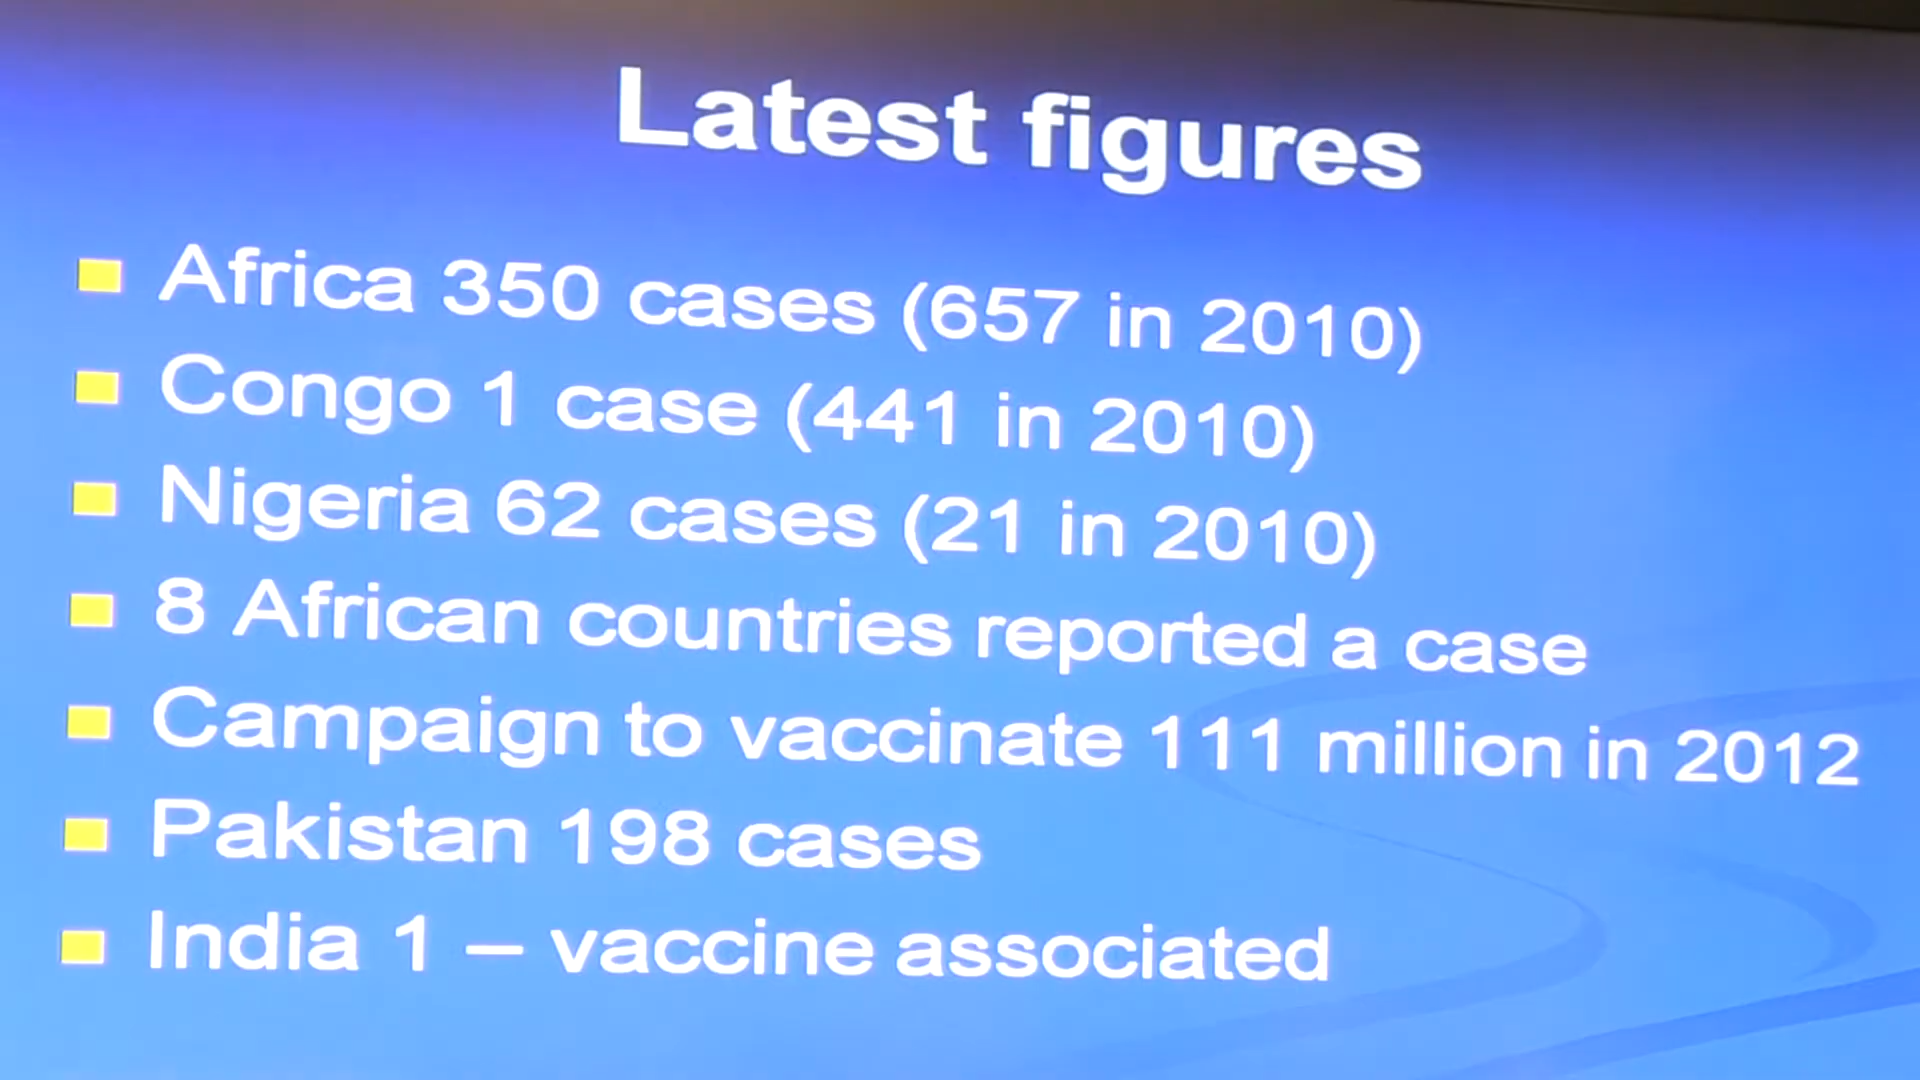 Latest figures
Africa 350 cases (657 in 2010)
Congo 1 case (441 in 2010)
Nigeria 62 cases (21 in 2010)
8 African countries reported a case
Campaign to vaccinate 111 million in 2012
Pakistan 198 cases
India 1 – vaccine associated